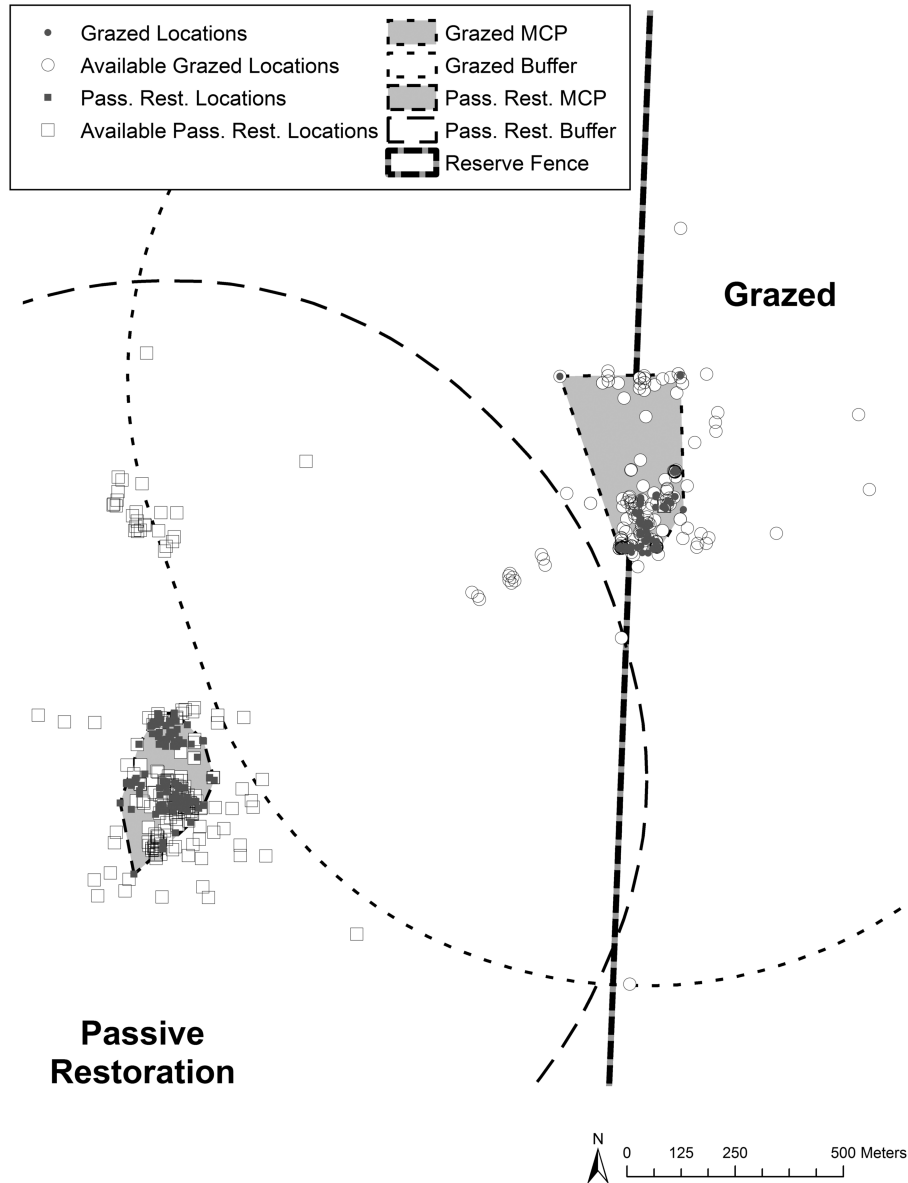 Grazed Locations
Available Grazed Locations
Pass. Rest. Locations
Available Pass. Rest. Locations
Grazed MCP
Grazed Buffer
Pass. Rest. MCP
Pass. Rest. Buffer
Reserve Fence
Grazed
Passive
Restoration
N
0 125 250 500 Meters